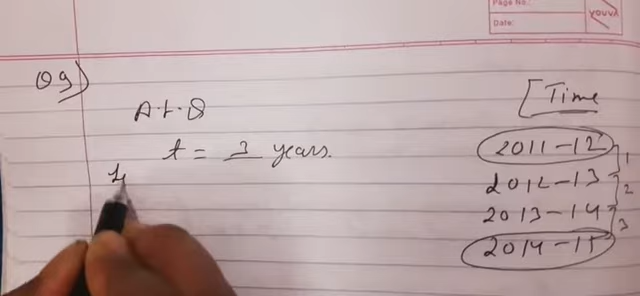 Page No.:
Date:
YOUVA
Q9)
A.t.Q
t = 3 years.
[Time
2011-12
2012-13
2013-14
2014-15
1
2
3